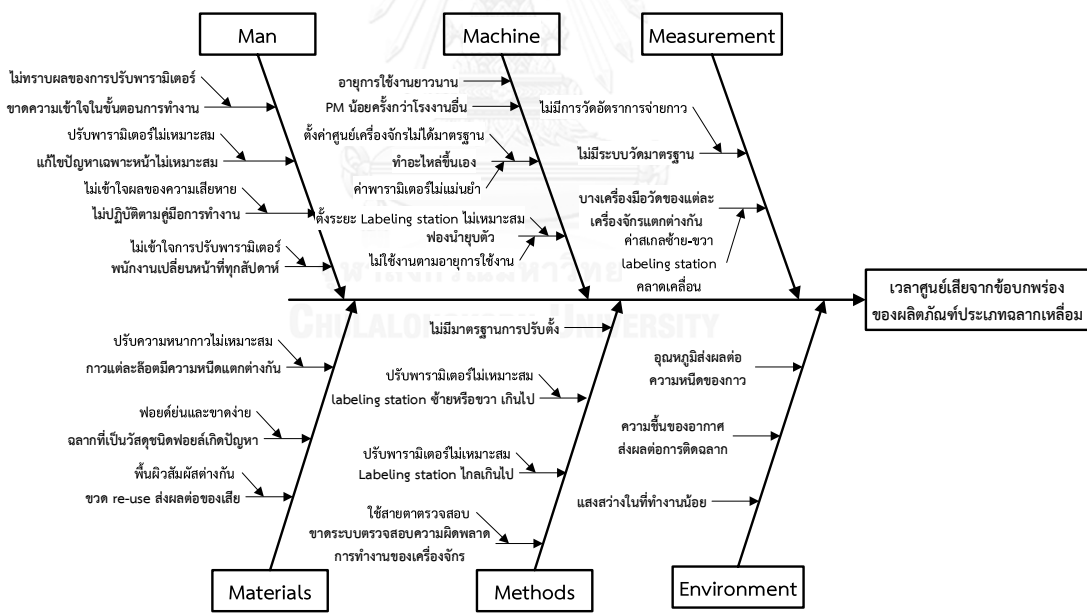 Man
Machine
Measurement
ไม่ทราบผลของการปรับพารามิเตอร์
ขาดความเข้าใจในขั้นตอนการทำงาน
ปรับพารามิเตอร์ไม่เหมาะสม
แก้ไขปัญหาเฉพาะหน้าไม่เหมาะสม
ไม่เข้าใจผลของความเสียหาย
ไม่ปฏิบัติตามคู่มือการทำงาน
ไม่เข้าใจการปรับพารามิเตอร์
พนักงานเปลี่ยนหน้าที่ทุกสัปดาห์
อายุการใช้งานยาวนาน
PM น้อยครั้งกว่าโรงงานอื่น
ตั้งค่าศูนย์เครื่องจักรไม่ได้มาตรฐาน
ทำอะไหล่ขึ้นเอง
ค่าพารามิเตอร์ไม่แม่นยำ
ตั้งระยะ Labeling station ไม่เหมาะสม
ฟองน้ำยุบตัว
ไม่ใช้งานตามอายุการใช้งาน
ไม่มีการวัดอัตราการจ่ายกาว
ไม่มีระบบวัดมาตรฐาน
บางเครื่องมือวัดของแต่ละ
เครื่องจักรแตกต่างกัน
ค่าสเกลซ้าย-ขวา
labeling station
คลาดเคลื่อน
เวลาศูนย์เสียจากข้อบกพร่อง
ของผลิตภัณฑ์ประเภทฉลากเหลื่อม
CHULALONGKORN UNIVERSITY
ปรับความหนากาวไม่เหมาะสม
กาวแต่ละล๊อตมีความหนืดแตกต่างกัน
ฟอยด์ย่นและขาดง่าย
ฉลากที่เป็นวัสดุชนิดฟอยล์เกิดปัญหา
พื้นผิวสัมผัสต่างกัน
ขวด re-use ส่งผลต่อของเสีย
ไม่มีมาตรฐานการปรับตั้ง
ปรับพารามิเตอร์ไม่เหมาะสม
labeling station ซ้ายหรือขวา เกินไป
ปรับพารามิเตอร์ไม่เหมาะสม
Labeling station ไกลเกินไป
ใช้สายตาตรวจสอบ
ขาดระบบตรวจสอบความผิดพลาด
การทำงานของเครื่องจักร
อุณหภูมิส่งผลต่อ
ความหนืดของกาว
ความชื้นของอากาศ
ส่งผลต่อการติดฉลาก
แสงสว่างในที่ทำงานน้อย
Materials
Methods
Environment